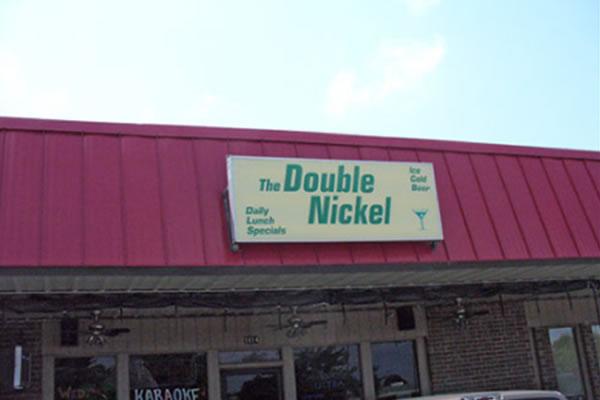 The Double
Nickel
Daily
Lunch
Specials
Ice
Cold
Beer
KARAOKE